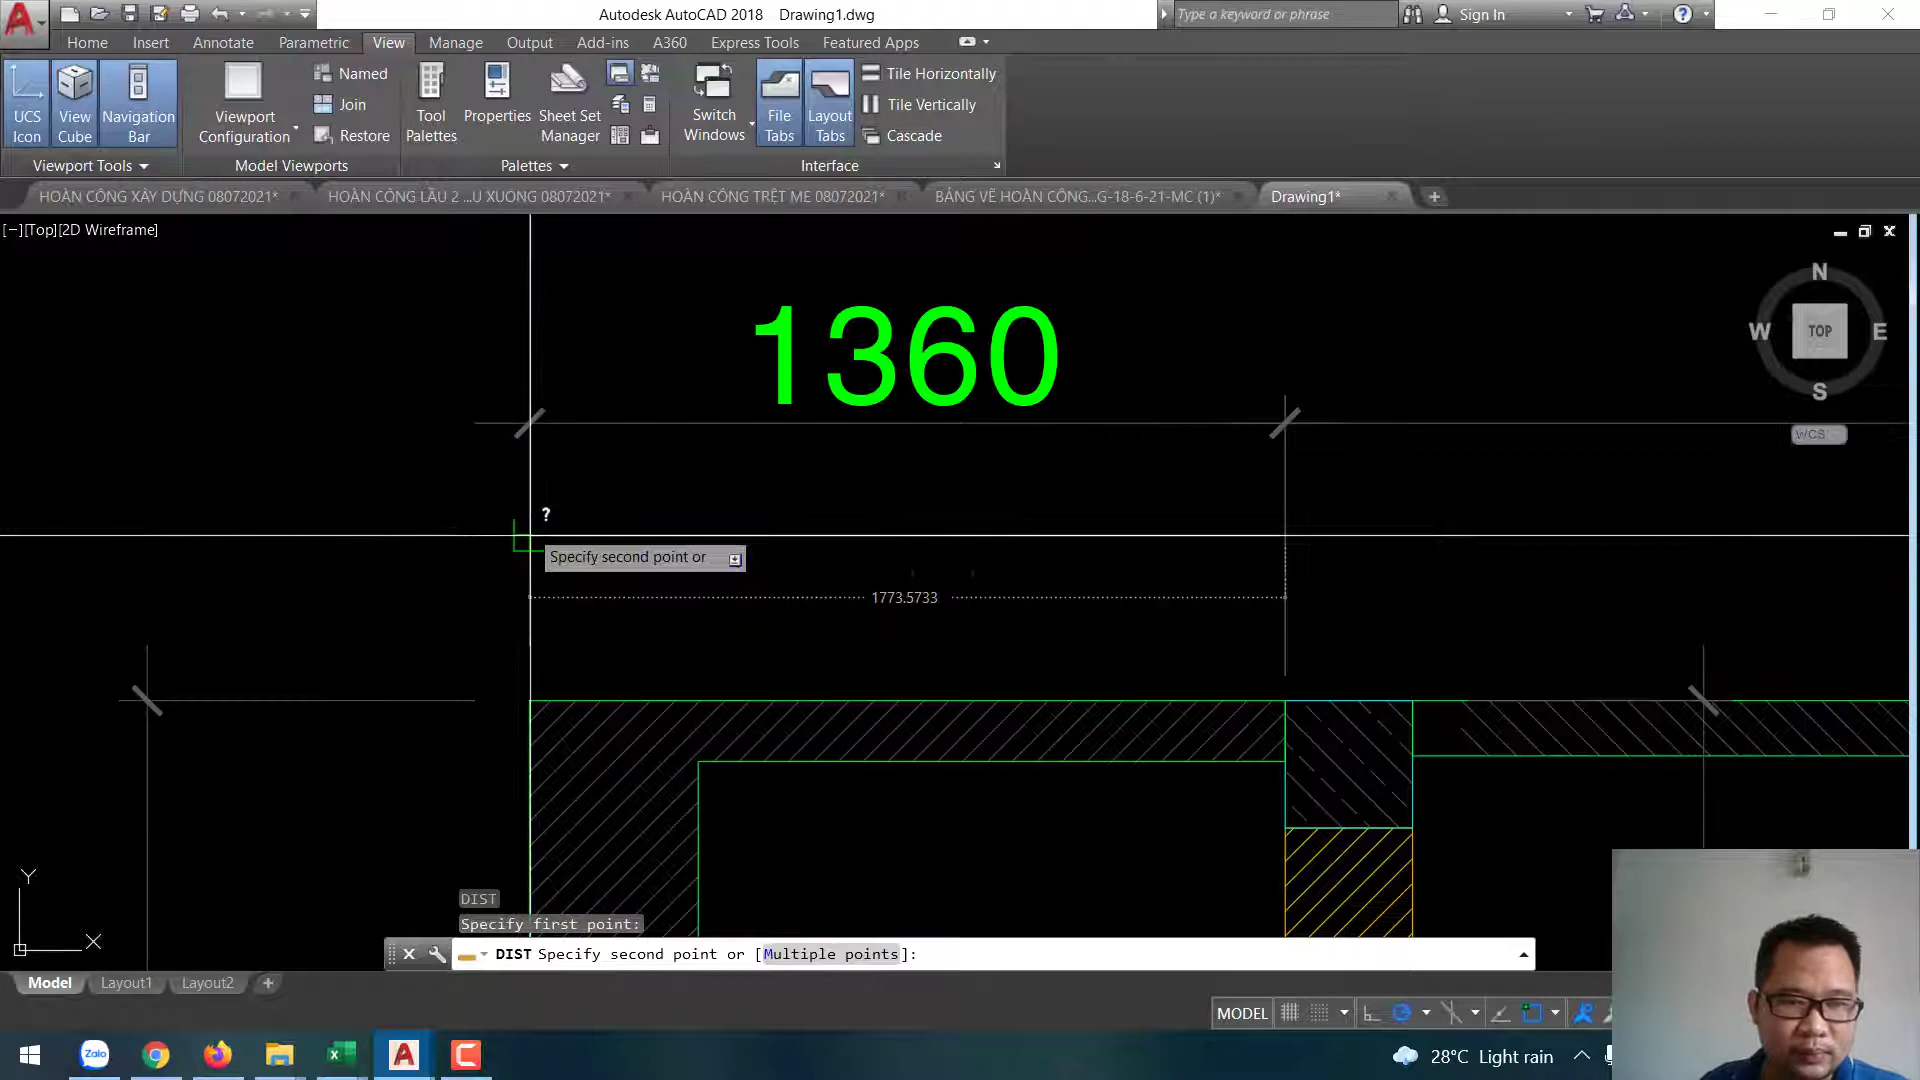 Autodesk AutoCAD 2018 Drawing1.dwg
Type a keyword or phrase
Sign In
Home Insert Annotate Parametric View Manage Output Add-ins A360 Express Tools Featured Apps
UCS Icon
View Cube
Navigation Bar
Viewport Configuration
Named
Join
Restore
Tool Palettes
Properties
Sheet Set Manager
Switch Windows
File Tabs
Layout Tabs
Tile Horizontally
Tile Vertically
Cascade
Viewport Tools Model Viewports Palettes Interface
HOÀN CÔNG XÂY DỰNG 08072021* HOÀN CÔNG LẦU 2 ...U XUONG 08072021* HOÀN CÔNG TRỆT ME 08072021* BẢNG VẼ HOÀN CÔNG...G-18-6-21-MC (1)* Drawing1*
[−][Top][2D Wireframe]
N
W TOP E
S
WCS
1360
?
Specify second point or
1773.5733
Y
X
DIST
Specify first point:
DIST Specify second point or [Multiple points]:
Model Layout1 Layout2
MODEL
Zalo
28°C Light rain